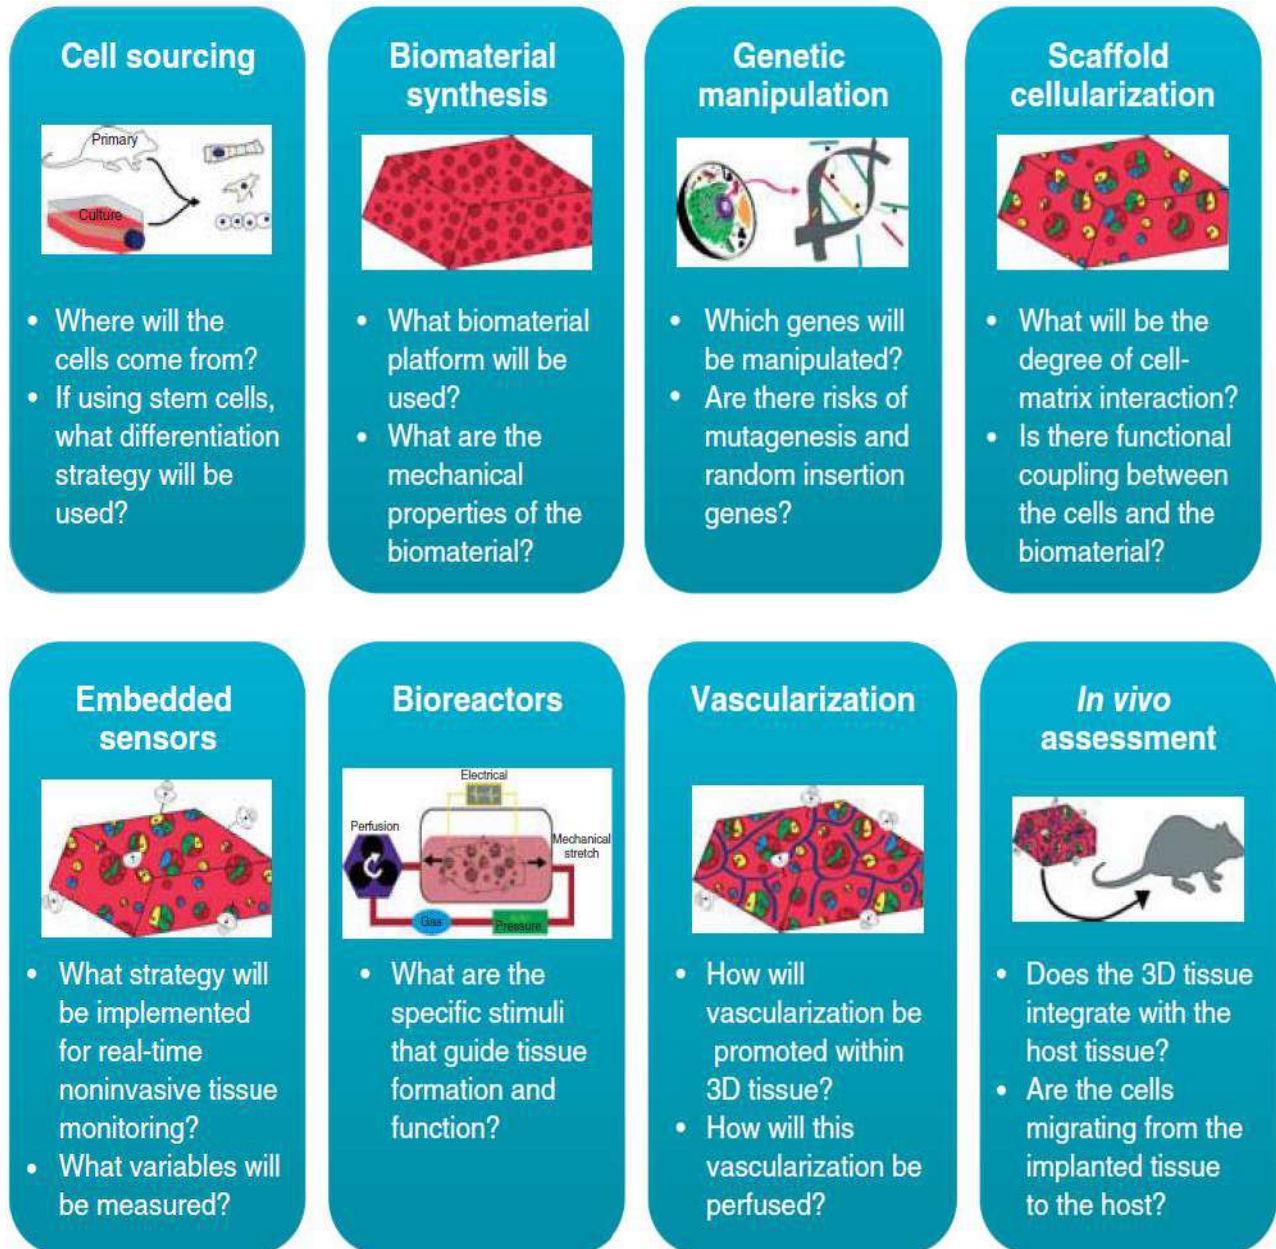 Cell sourcing
Primary
Culture
• Where will the
cells come from?
• If using stem cells,
what differentiation
strategy will be
used?
Biomaterial
synthesis
• What biomaterial
platform will be
used?
• What are the
mechanical
properties of the
biomaterial?
Genetic
manipulation
• Which genes will
be manipulated?
• Are there risks of
mutagenesis and
random insertion
genes?
Scaffold
cellularization
• What will be the
degree of cell-
matrix interaction?
• Is there functional
coupling between
the cells and the
biomaterial?
Embedded
sensors
• What strategy will
be implemented
for real-time
noninvasive tissue
monitoring?
• What variables will
be measured?
Bioreactors
Electrical
Perfusion
Mechanical
stretch
Gas
Pressure
• What are the
specific stimuli
that guide tissue
formation and
function?
Vascularization
• How will
vascularization be
promoted within
3D tissue?
• How will this
vascularization be
perfused?
In vivo
assessment
• Does the 3D tissue
integrate with the
host tissue?
• Are the cells
migrating from the
implanted tissue
to the host?